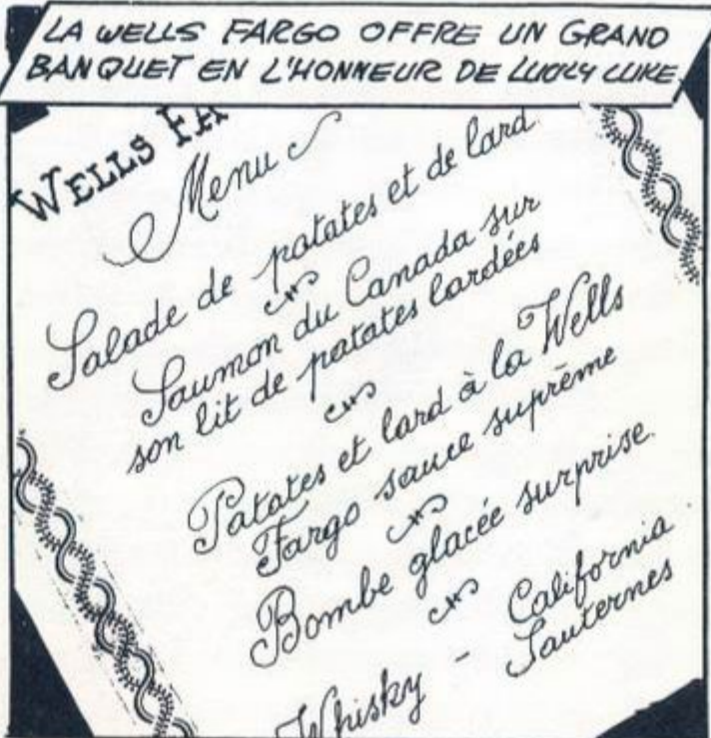 LA WELLS FARGO OFFRE UN GRAND
BANQUET EN L'HONNEUR DE LUCKY LUKE
WELLS FA
Menu
Salade de patates et de lard
Saumon du Canada sur
son lit de patates lardées
Patates et lard à la Wells
Fargo sauce suprême
Bombe glacée surprise
Whisky - California
Sauternes